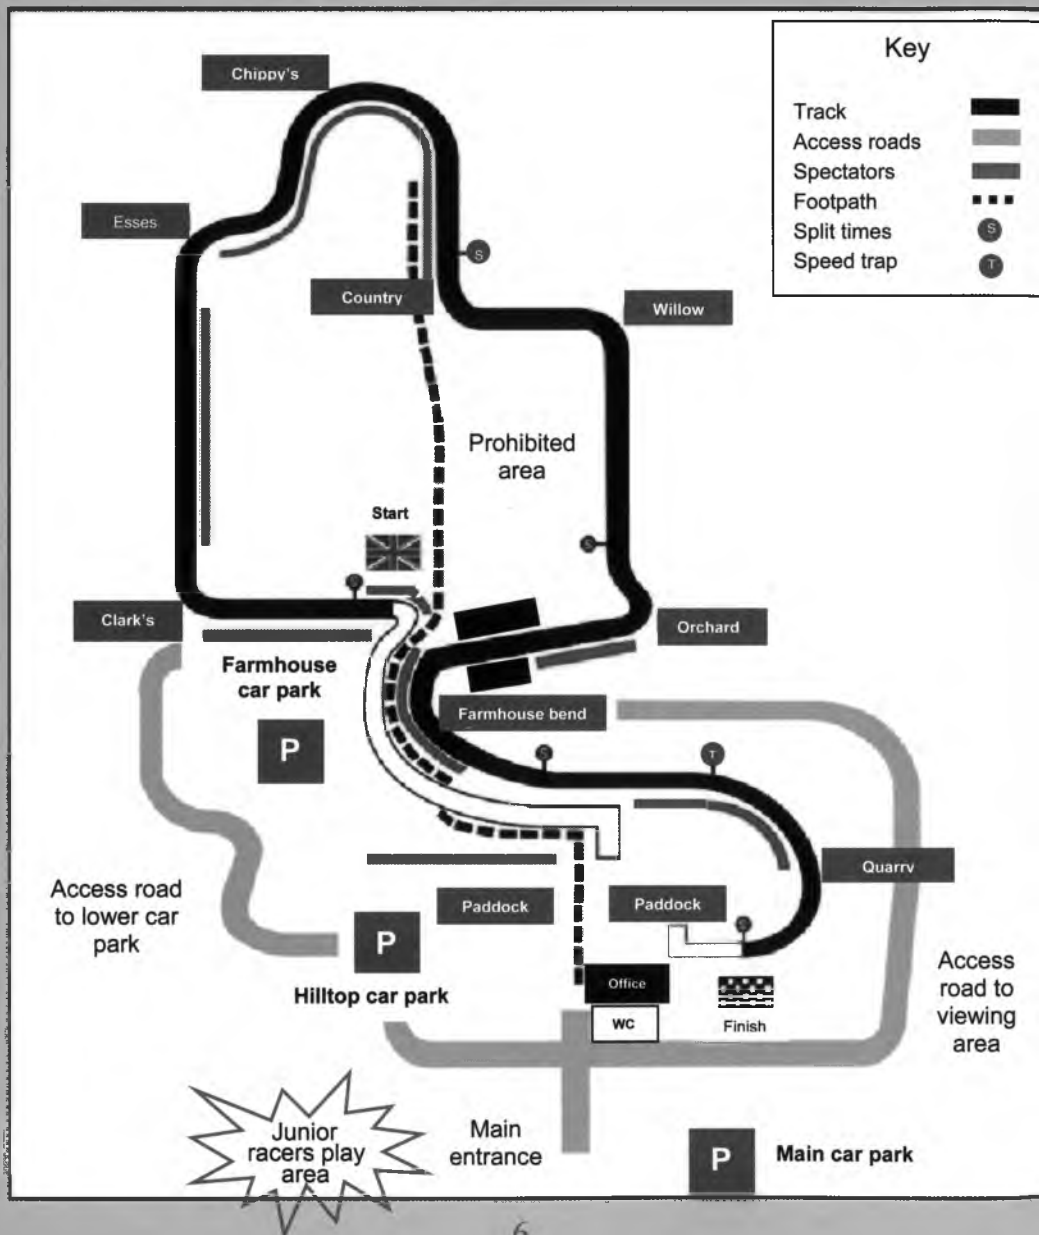 Key
Track
Access roads
Spectators
Footpath
Split times
S
Speed trap
T
Chippy's
Esses
S
Country
Willow
Prohibited
area
Start
S
Clark's
Orchard
Farmhouse
car park
P
Farmhouse bend
S
T
Quarry
Access road
to lower car
park
Paddock
Paddock
P
Hilltop car park
Office
WC
Finish
Access
road to
viewing
area
Junior
racers play
area
Main
entrance
P
Main car park
6